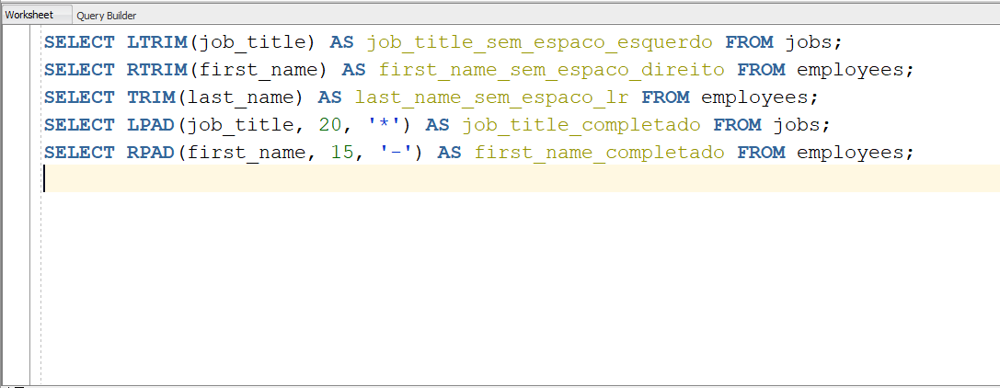 Worksheet Query Builder
SELECT LTRIM(job_title) AS job_title_sem_espaco_esquerdo FROM jobs;
SELECT RTRIM(first_name) AS first_name_sem_espaco_direito FROM employees;
SELECT TRIM(last_name) AS last_name_sem_espaco_lr FROM employees;
SELECT LPAD(job_title, 20, '*') AS job_title_completado FROM jobs;
SELECT RPAD(first_name, 15, '-') AS first_name_completado FROM employees;